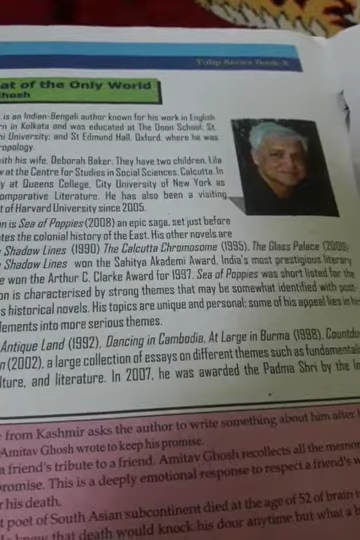 Tulip Series Book-X
at of the Only World
hosh
is an Indian-Bengali author known for his work in English
rn in Kolkata and was educated at The Doon School; St.
hi University; and St Edmund Hall, Oxford, where he was
ropology.
with his wife, Deborah Baker. They have two children, Lila
w at the Centre for Studies in Social Sciences, Calcutta. In
y at Queens College, City University of New York as
omparative Literature. He has also been a visiting
t of Harvard University since 2005.
on is Sea of Poppies (2008) an epic saga, set just before
tes the colonial history of the East. His other novels are
Shadow Lines (1990) The Calcutta Chromosome (1995), The Glass Palace (2000)
Shadow Lines won the Sahitya Akademi Award, India's most prestigious literary
e won the Arthur C. Clarke Award for 1997. Sea of Poppies was short listed for the
on is characterised by strong themes that may be somewhat identified with post-
s historical novels. His topics are unique and personal; some of his appeal lies in his
lements into more serious themes.
Antique Land (1992), Dancing in Cambodia, At Large in Burma (1998), Countdo
n (2002), a large collection of essays on different themes such as fundamentali
lture, and literature. In 2007, he was awarded the Padma Shri by the In
e from Kashmir asks the author to write something about him after h
Amitav Ghosh wrote to keep his promise.
a friend's tribute to a friend. Amitav Ghosh recollects all the memor
promise. This is a deeply emotional response to respect a friend's w
r his death.
t poet of South Asian subcontinent died at the age of 52 of brain t
know that death would knock his door anytime but what a b